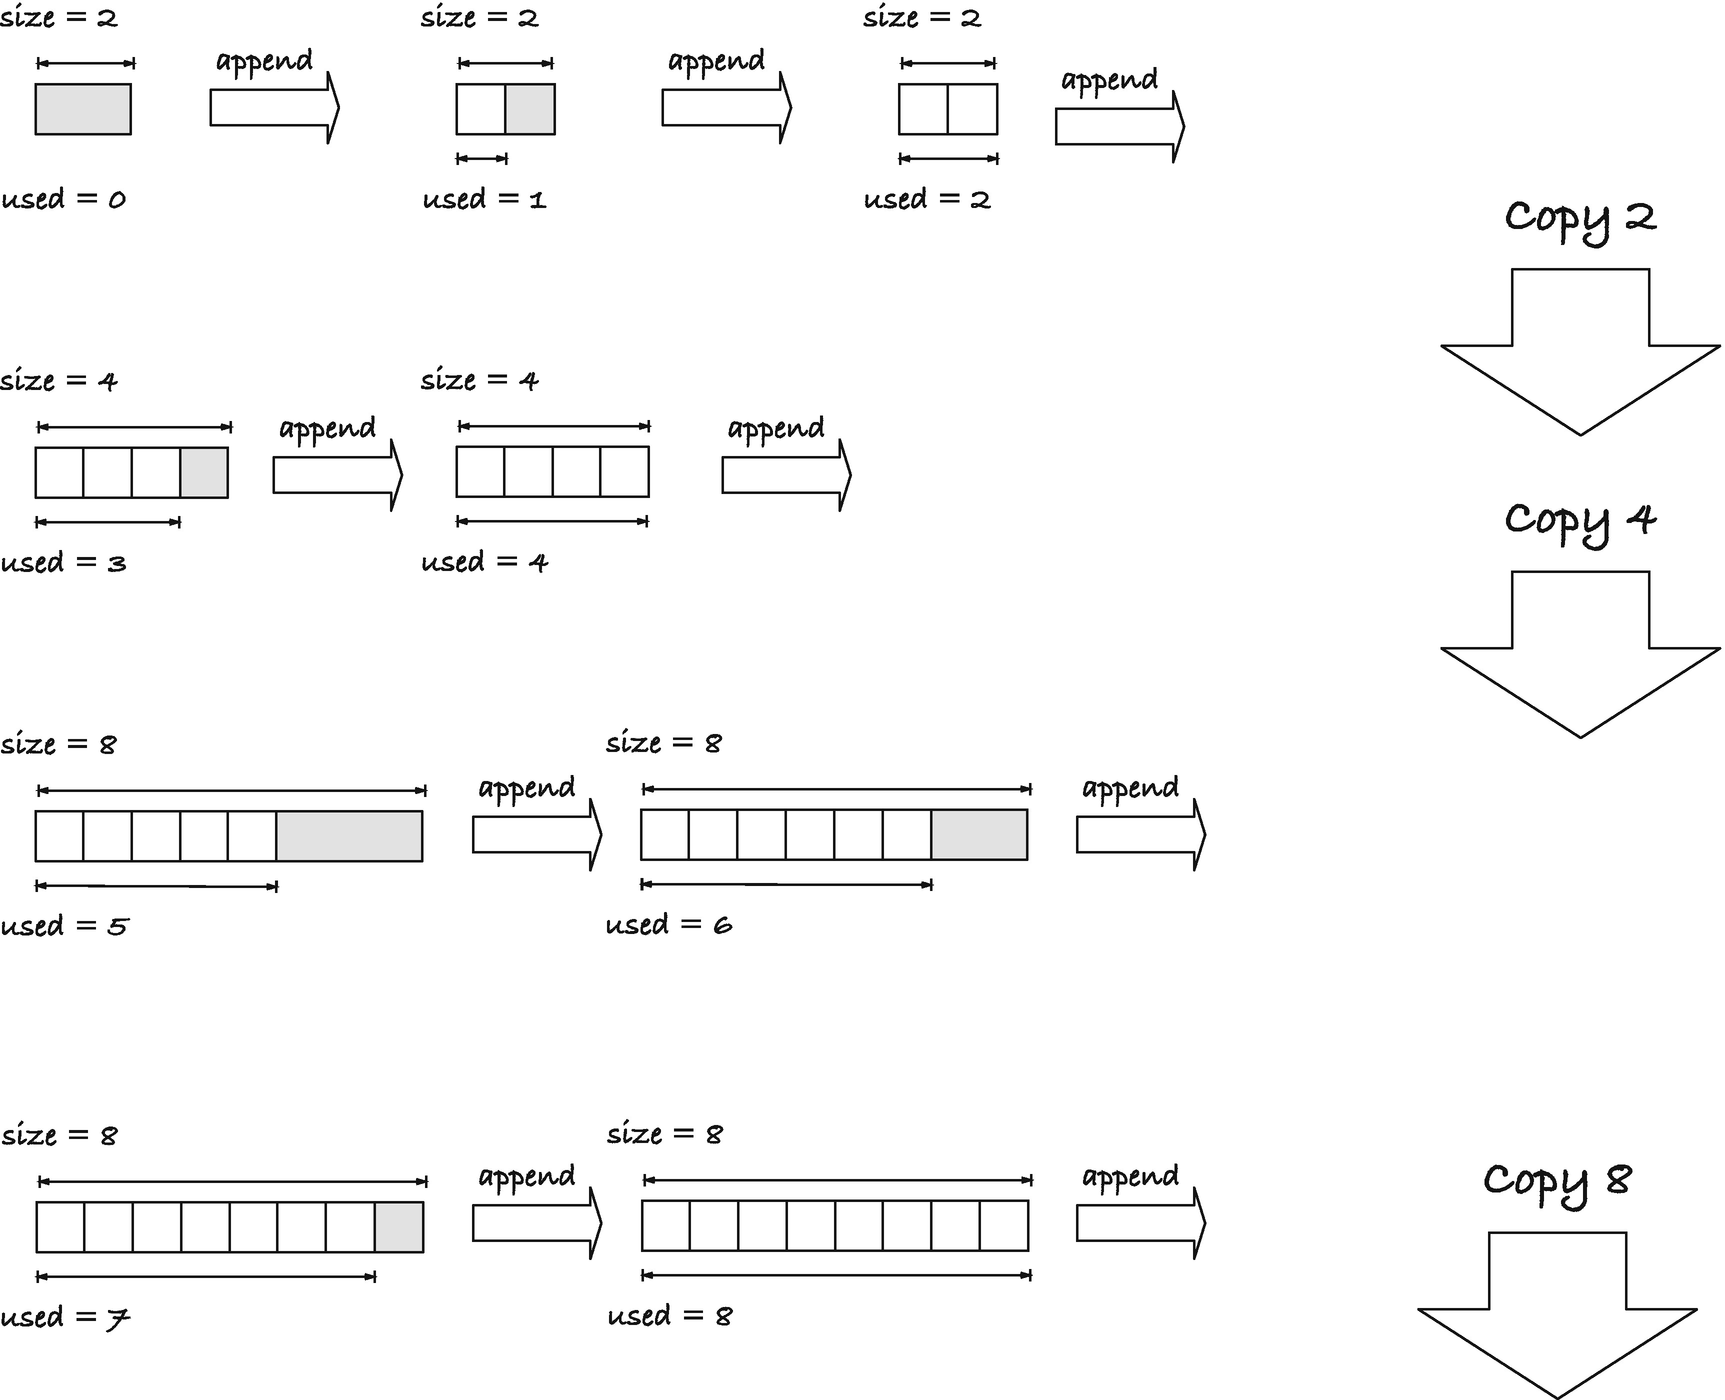 size = 2
append
used = 0
size = 2
append
used = 1
size = 2
append
used = 2
Copy 2
size = 4
append
used = 3
size = 4
append
used = 4
Copy 4
size = 8
append
used = 5
size = 8
append
used = 6
size = 8
append
used = 7
size = 8
append
used = 8
Copy 8